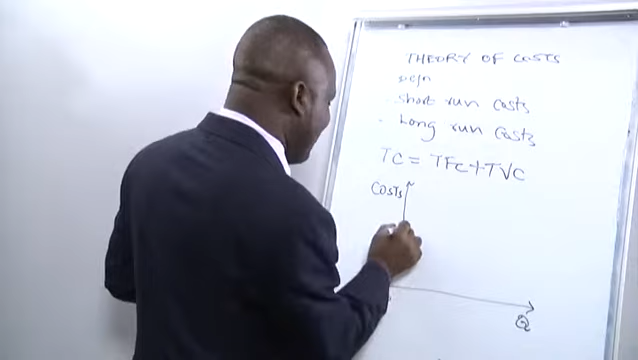 THEORY OF COSTS
Defn
. Short run costs
. Long run costs
TC = TFC+TVC
COSTS
Q